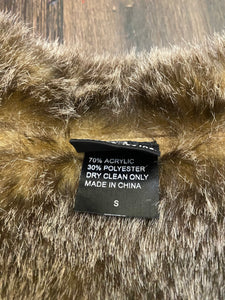 70% ACRYLIC
30% POLYESTER
DRY CLEAN ONLY
MADE IN CHINA
S